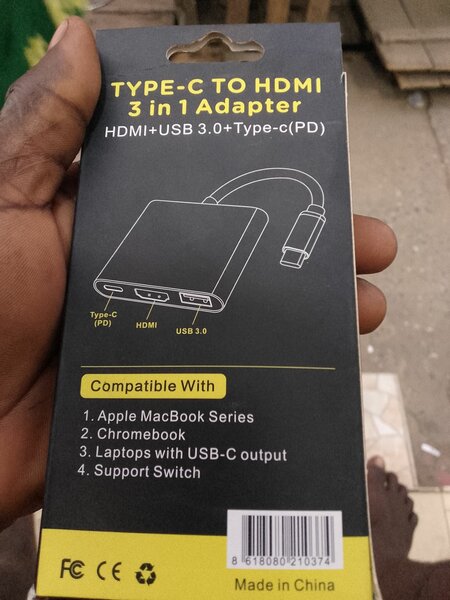 TYPE-C TO HDMI
3 in 1 Adapter
HDMI+USB 3.0+Type-c(PD)
Type-C
(PD)
HDMI
USB 3.0
Compatible With
1. Apple MacBook Series
2. Chromebook
3. Laptops with USB-C output
4. Support Switch
8 618080 210374
FC CE
Made in China